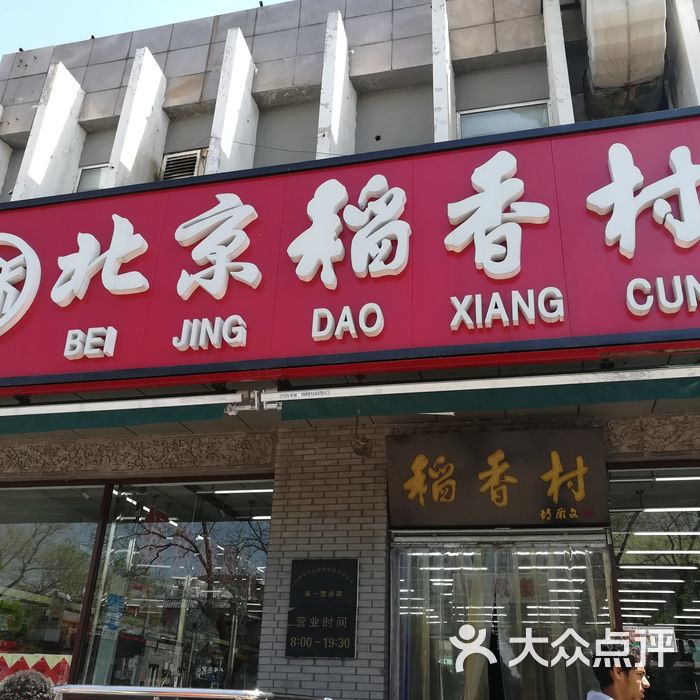 北京稻香村
BEI JING DAO XIANG CUN
稻香村
第一营业部
营业时间
8:00-19:30
大众点评